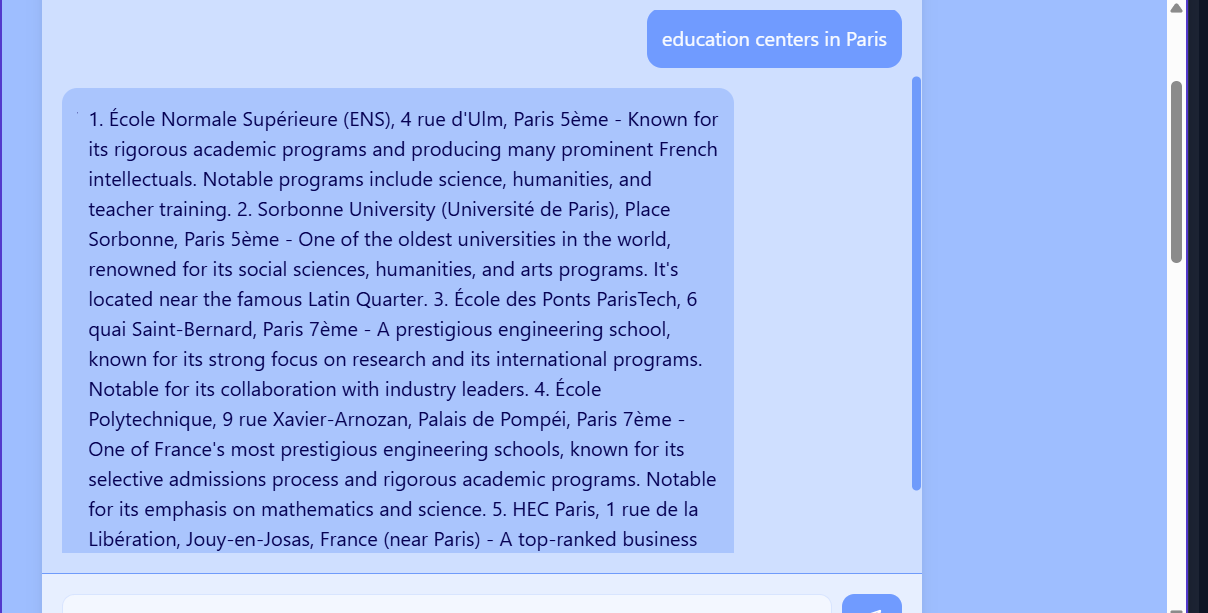 education centers in Paris
1. École Normale Supérieure (ENS), 4 rue d'Ulm, Paris 5ème - Known for
its rigorous academic programs and producing many prominent French
intellectuals. Notable programs include science, humanities, and
teacher training. 2. Sorbonne University (Université de Paris), Place
Sorbonne, Paris 5ème - One of the oldest universities in the world,
renowned for its social sciences, humanities, and arts programs. It's
located near the famous Latin Quarter. 3. École des Ponts ParisTech, 6
quai Saint-Bernard, Paris 7ème - A prestigious engineering school,
known for its strong focus on research and its international programs.
Notable for its collaboration with industry leaders. 4. École
Polytechnique, 9 rue Xavier-Arnozan, Palais de Pompéi, Paris 7ème -
One of France's most prestigious engineering schools, known for its
selective admissions process and rigorous academic programs. Notable
for its emphasis on mathematics and science. 5. HEC Paris, 1 rue de la
Libération, Jouy-en-Josas, France (near Paris) - A top-ranked business